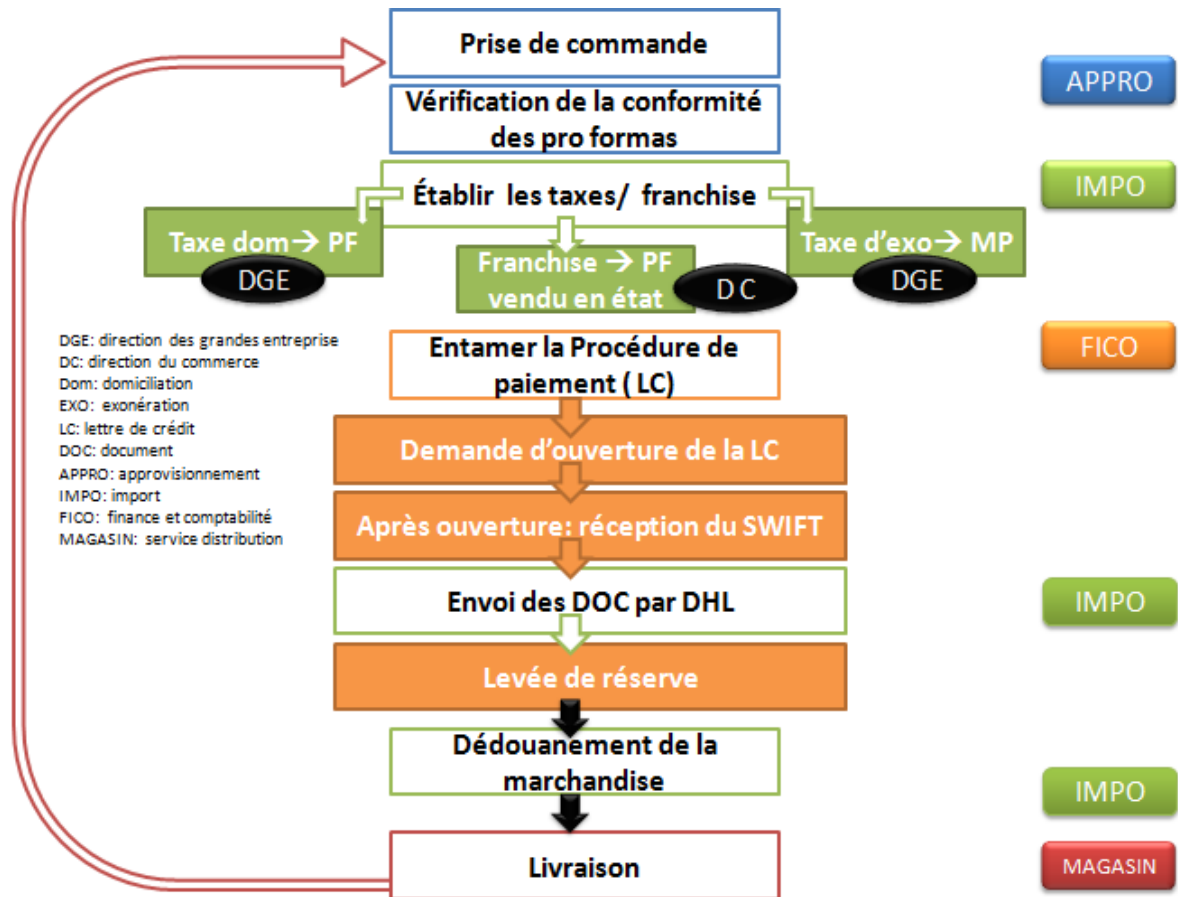 Prise de commande
APPRO
Vérification de la conformité
des pro formas
Établir les taxes/ franchise
IMPO
Taxe dom→ PF
DGE
Franchise → PF
vendu en état
D C
Taxe d'exo→ MP
DGE
DGE: direction des grandes entreprise
DC: direction du commerce
Dom: domiciliation
EXO: exonération
LC: lettre de crédit
DOC: document
APPRO: approvisionnement
IMPO: import
FICO: finance et comptabilité
MAGASIN: service distribution
Entamer la Procédure de
paiement ( LC)
FICO
Demande d'ouverture de la LC
Après ouverture: réception du SWIFT
Envoi des DOC par DHL
IMPO
Levée de réserve
Dédouanement de la
marchandise
IMPO
Livraison
MAGASIN